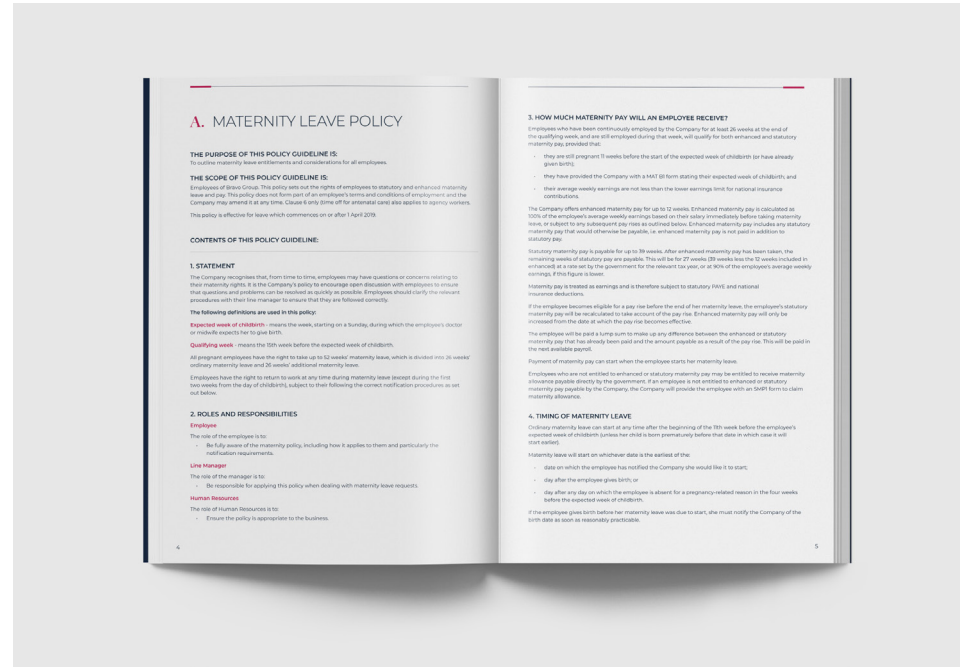 A. MATERNITY LEAVE POLICY
THE PURPOSE OF THIS POLICY GUIDELINE IS:
To outline maternity leave entitlements and considerations for all employees.
THE SCOPE OF THIS POLICY GUIDELINE IS:
Employees of Bravo Group. This policy sets out the rights of employees to statutory and enhanced maternity
leave and pay. This policy does not form part of an employee's terms and conditions of employment and the
Company may amend it at any time. Clause 6 only (time off for antenatal care) also applies to agency workers.
This policy is effective for leave which commences on or after 1 April 2019.
CONTENTS OF THIS POLICY GUIDELINE:
1. STATEMENT
The Company recognises that, from time to time, employees may have questions or concerns relating to
their maternity rights. It is the Company's policy to encourage open discussion with employees to ensure
that questions and problems can be resolved as quickly as possible. Employees should clarify the relevant
procedures with their line manager to ensure that they are followed correctly.
The following definitions are used in this policy:
Expected week of childbirth - means the week, starting on a Sunday, during which the employee's doctor
or midwife expects her to give birth.
Qualifying week - means the 15th week before the expected week of childbirth.
All pregnant employees have the right to take up to 52 weeks' maternity leave, which is divided into 26 weeks'
ordinary maternity leave and 26 weeks' additional maternity leave.
Employees have the right to return to work at any time during maternity leave (except during the first
two weeks from the day of childbirth), subject to their following the correct notification procedures as set
out below.
2. ROLES AND RESPONSIBILITIES
Employee
The role of the employee is to:
- Be fully aware of the maternity policy, including how it applies to them and particularly the
notification requirements.
Line Manager
The role of the manager is to:
- Be responsible for applying this policy when dealing with maternity leave requests.
Human Resources
The role of Human Resources is to:
- Ensure the policy is appropriate to the business.
4
3. HOW MUCH MATERNITY PAY WILL AN EMPLOYEE RECEIVE?
Employees who have been continuously employed by the Company for at least 26 weeks at the end of
the qualifying week, and are still employed during that week, will qualify for both enhanced and statutory
maternity pay, provided that:
- they are still pregnant 11 weeks before the start of the expected week of childbirth (or have already
given birth);
- they have provided the Company with a MAT B1 form stating their expected week of childbirth; and
- their average weekly earnings are not less than the lower earnings limit for national insurance
contributions.
The Company offers enhanced maternity pay for up to 12 weeks. Enhanced maternity pay is calculated as
100% of the employee's average weekly earnings based on their salary immediately before taking maternity
leave, or subject to any subsequent pay rises as outlined below. Enhanced maternity pay includes any statutory
maternity pay that would otherwise be payable, i.e. enhanced maternity pay is not paid in addition to
statutory pay.
Statutory maternity pay is payable for up to 39 weeks. After enhanced maternity pay has been taken, the
remaining weeks of statutory pay are payable. This will be for 27 weeks (39 weeks less the 12 weeks included in
enhanced) at a rate set by the government for the relevant tax year, or at 90% of the employee's average weekly
earnings, if this figure is lower.
Maternity pay is treated as earnings and is therefore subject to statutory PAYE and national
insurance deductions.
If the employee becomes eligible for a pay rise before the end of her maternity leave, the employee's statutory
maternity pay will be recalculated to take account of the pay rise. Enhanced maternity pay will only be
increased from the date at which the pay rise becomes effective.
The employee will be paid a lump sum to make up any difference between the enhanced or statutory
maternity pay that has already been paid and the amount payable as a result of the pay rise. This will be paid in
the next available payroll.
Payment of maternity pay can start when the employee starts her maternity leave.
Employees who are not entitled to enhanced or statutory maternity pay may be entitled to receive maternity
allowance payable directly by the government. If an employee is not entitled to enhanced or statutory
maternity pay payable by the Company, the Company will provide the employee with an SMP1 form to claim
maternity allowance.
4. TIMING OF MATERNITY LEAVE
Ordinary maternity leave can start at any time after the beginning of the 11th week before the employee's
expected week of childbirth (unless her child is born prematurely before that date in which case it will
start earlier).
Maternity leave will start on whichever date is the earliest of the:
- date on which the employee has notified the Company she would like it to start;
- day after the employee gives birth; or
- day after any day on which the employee is absent for a pregnancy-related reason in the four weeks
before the expected week of childbirth.
If the employee gives birth before her maternity leave was due to start, she must notify the Company of the
birth date as soon as reasonably practicable.
5